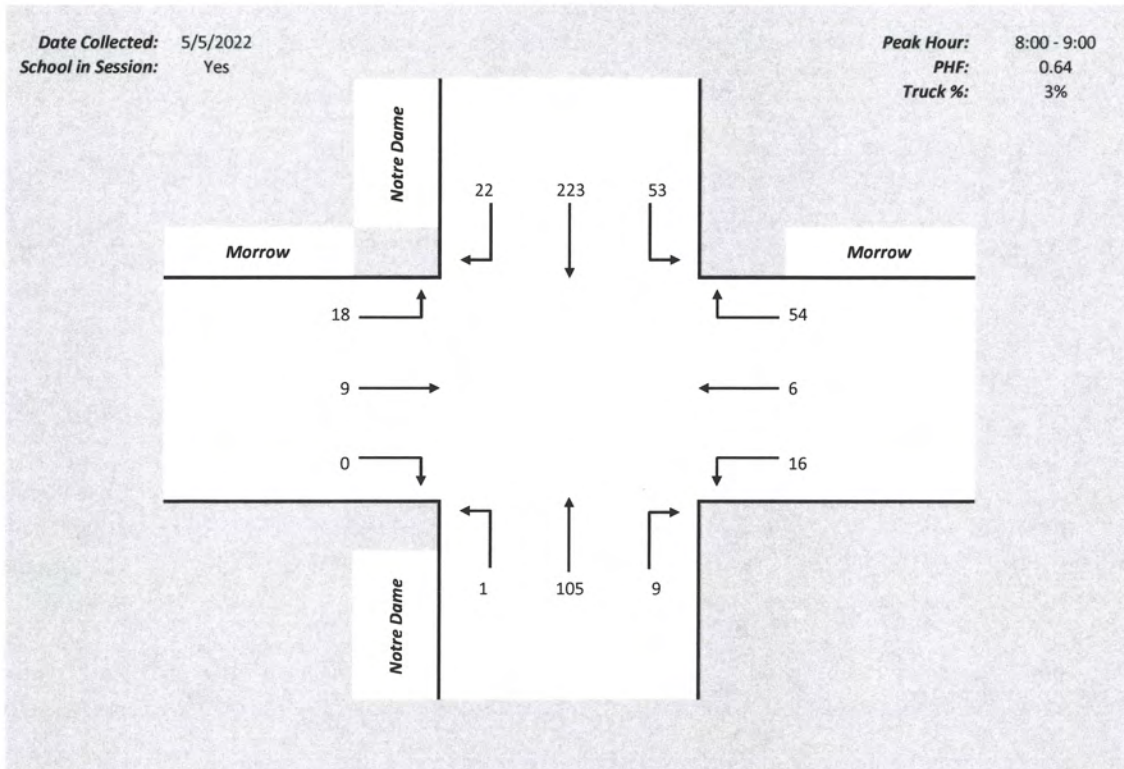 Date Collected: 5/5/2022
School in Session: Yes
Peak Hour: 8:00 - 9:00
PHF: 0.64
Truck %: 3%
Notre Dame
22 223 53
Morrow
Morrow
18
54
9
6
0
16
1 105 9
Notre Dame